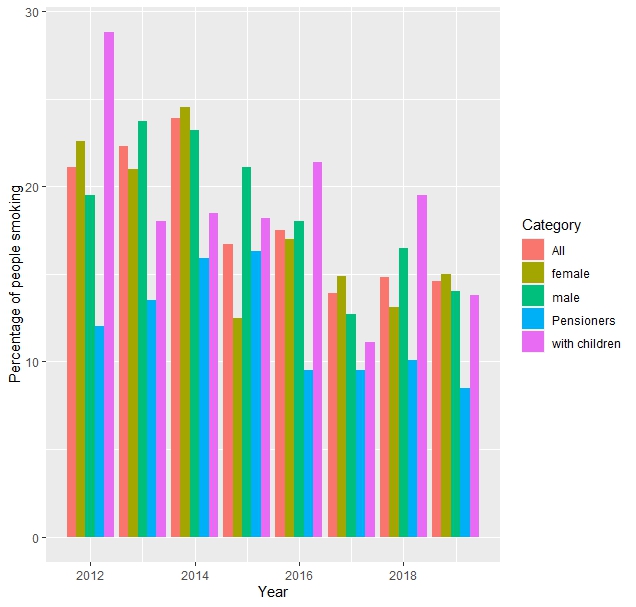 30
20
10
0
Percentage of people smoking
2012 2014 2016 2018
Year
Category
All
female
male
Pensioners
with children